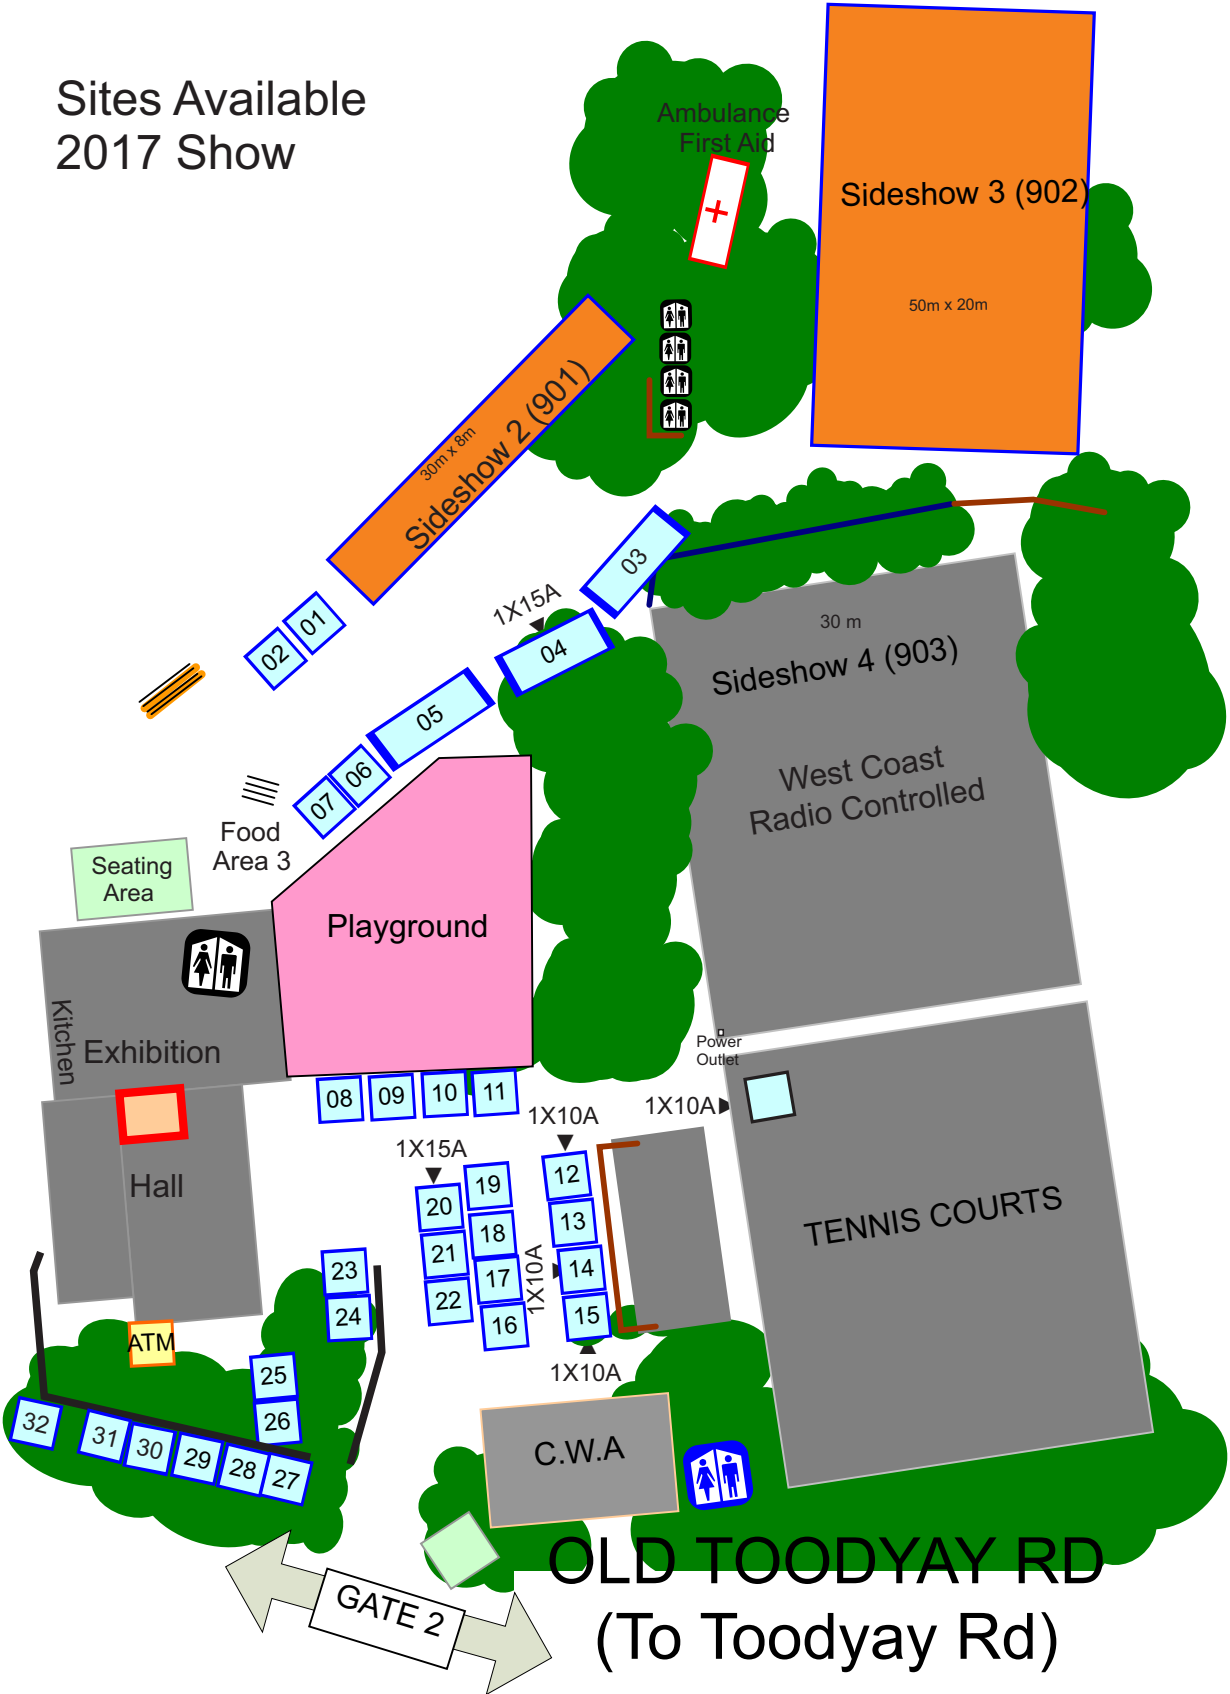 Sites Available
2017 Show
Ambulance
First Aid
Sideshow 3 (902)
50m x 20m
Sideshow 2 (901)
30m x 8m
03
1X15A
04
01
02
30 m
Sideshow 4 (903)
West Coast
Radio Controlled
05
06
07
Food
Area 3
Seating
Area
Playground
Kitchen
Exhibition
Power
Outlet
08
09
10
11
1X10A
1X10A
1X15A
Hall
12
13
14
15
1X10A
1X10A
19
18
17
16
20
21
22
TENNIS COURTS
23
24
ATM
25
26
32
31
30
29
28
27
C.W.A
GATE 2
OLD TOODYAY RD
(To Toodyay Rd)